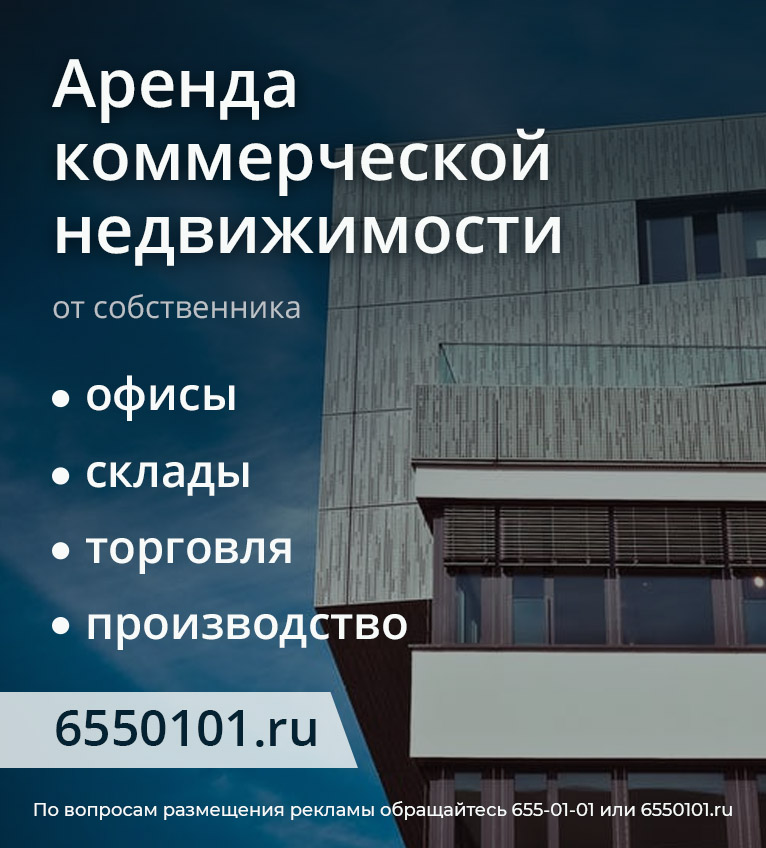 Аренда
коммерческой
недвижимости
от собственника
• офисы
• склады
• торговля
• производство
6550101.ru
По вопросам размещения рекламы обращайтесь 655-01-01 или 6550101.ru